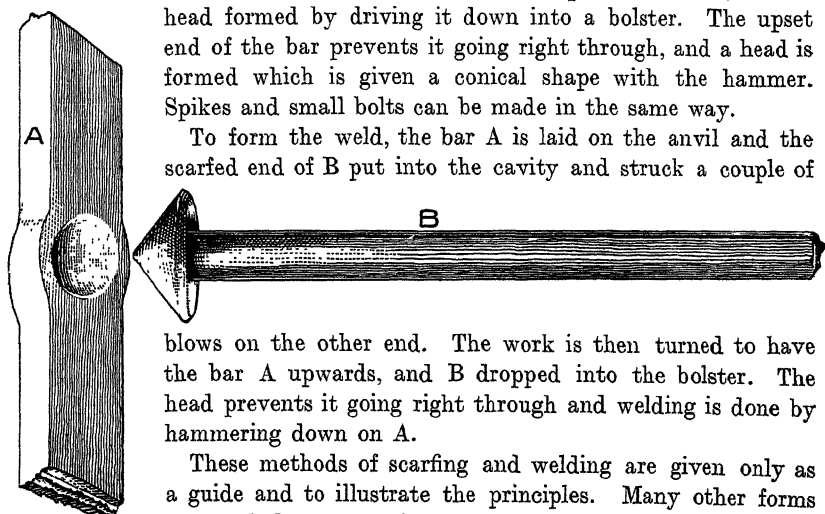 head formed by driving it down into a bolster. The upset
end of the bar prevents it going right through, and a head is
formed which is given a conical shape with the hammer.
Spikes and small bolts can be made in the same way.
To form the weld, the bar A is laid on the anvil and the
scarfed end of B put into the cavity and struck a couple of
A
B
blows on the other end. The work is then turned to have
the bar A upwards, and B dropped into the bolster. The
head prevents it going right through and welding is done by
hammering down on A.
These methods of scarfing and welding are given only as
a guide and to illustrate the principles. Many other forms